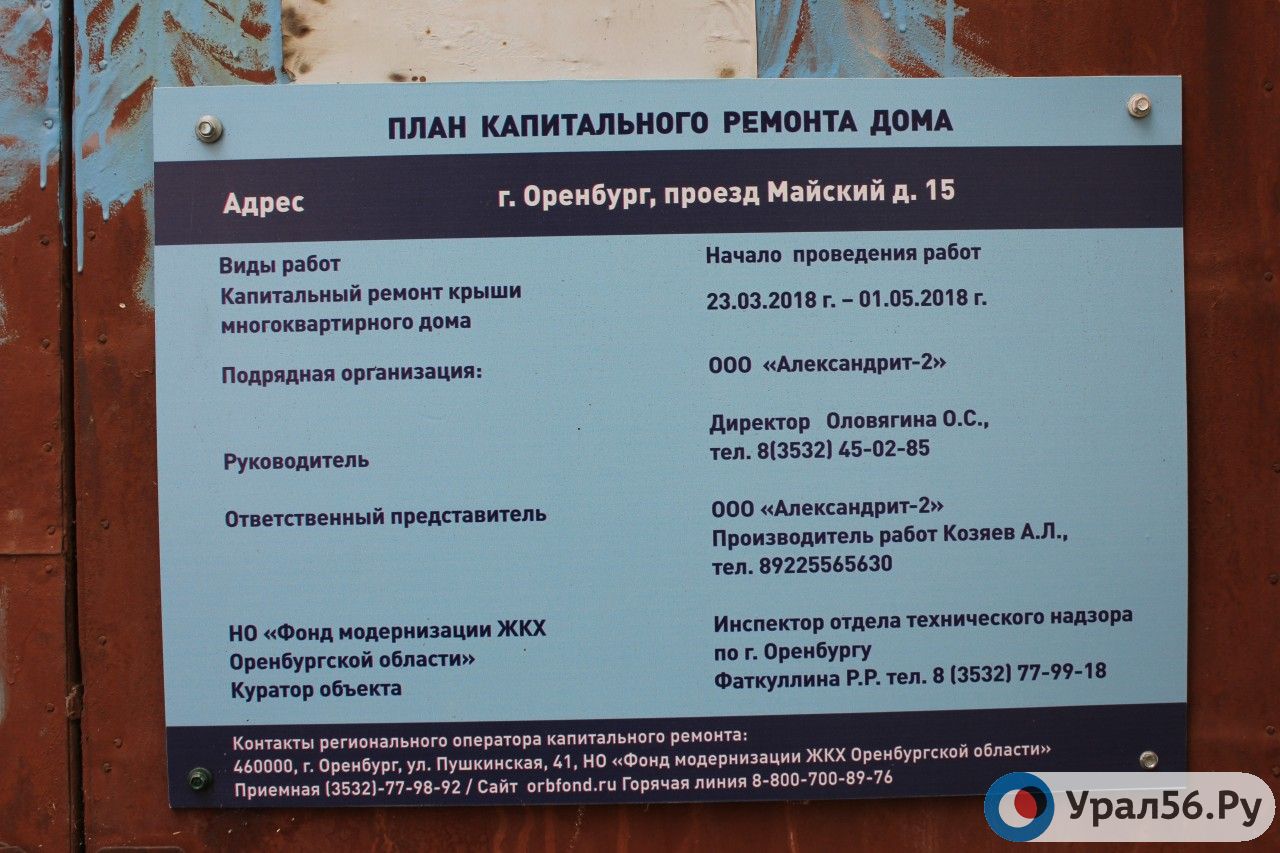 ПЛАН КАПИТАЛЬНОГО РЕМОНТА ДОМА
Адрес г. Оренбург, проезд Майский д. 15
Виды работ Начало проведения работ
Капитальный ремонт крыши
многоквартирного дома
23.03.2018 г. – 01.05.2018 г.
Подрядная организация: ООО «Александрит-2»
Директор Оловягина О.С.,
тел. 8(3532) 45-02-85
Руководитель
Ответственный представитель ООО «Александрит-2»
Производитель работ Козяев А.Л.,
тел. 89225565630
НО «Фонд модернизации ЖКХ
Оренбургской области»
Куратор объекта
Инспектор отдела технического надзора
по г. Оренбургу
Фаткуллина Р.Р. тел. 8 (3532) 77-99-18
Контакты регионального оператора капитального ремонта:
460000, г. Оренбург, ул. Пушкинская, 41, НО «Фонд модернизации ЖКХ Оренбургской области»
Приемная (3532)-77-98-92 / Сайт orbfond.ru Горячая линия 8-800-700-89-76
Урал56.Ру